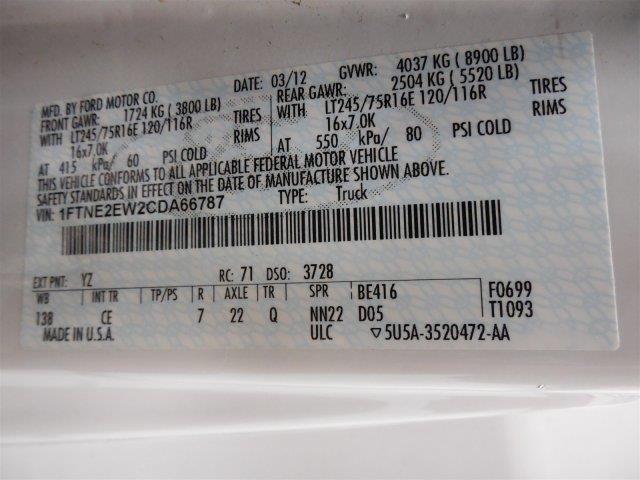 MFD. BY FORD MOTOR CO.
DATE: 03/12 GVWR: 4037 KG ( 8900 LB)
FRONT GAWR: 1724 KG ( 3800 LB) REAR GAWR: 2504 KG ( 5520 LB)
WITH LT245/75R16E 120/116R TIRES WITH LT245/75R16E 120/116R TIRES
16x7.0K RIMS 16x7.0K RIMS
AT 415 kPa/ 60 PSI COLD AT 550 kPa/ 80 PSI COLD
THIS VEHICLE CONFORMS TO ALL APPLICABLE FEDERAL MOTOR VEHICLE
SAFETY STANDARDS IN EFFECT ON THE DATE OF MANUFACTURE SHOWN ABOVE.
VIN: 1FTNE2EW2CDA66787 TYPE: Truck
EXT PNT: YZ RC: 71 DSO: 3728
WB INT TR TP/PS R AXLE TR SPR BE416 F0699
138 CE 7 22 Q NN22 D05 T1093
MADE IN U.S.A. ULC ▽5U5A-3520472-AA